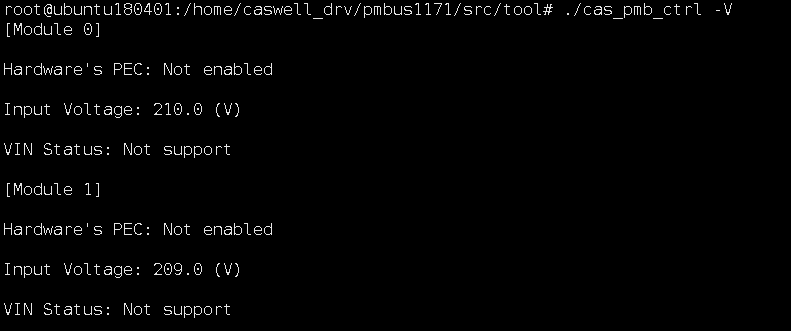 root@ubuntu180401:/home/caswell_drv/pmbus1171/src/tool# ./cas_pmb_ctrl -V
[Module 0]
Hardware's PEC: Not enabled
Input Voltage: 210.0 (V)
VIN Status: Not support
[Module 1]
Hardware's PEC: Not enabled
Input Voltage: 209.0 (V)
VIN Status: Not support